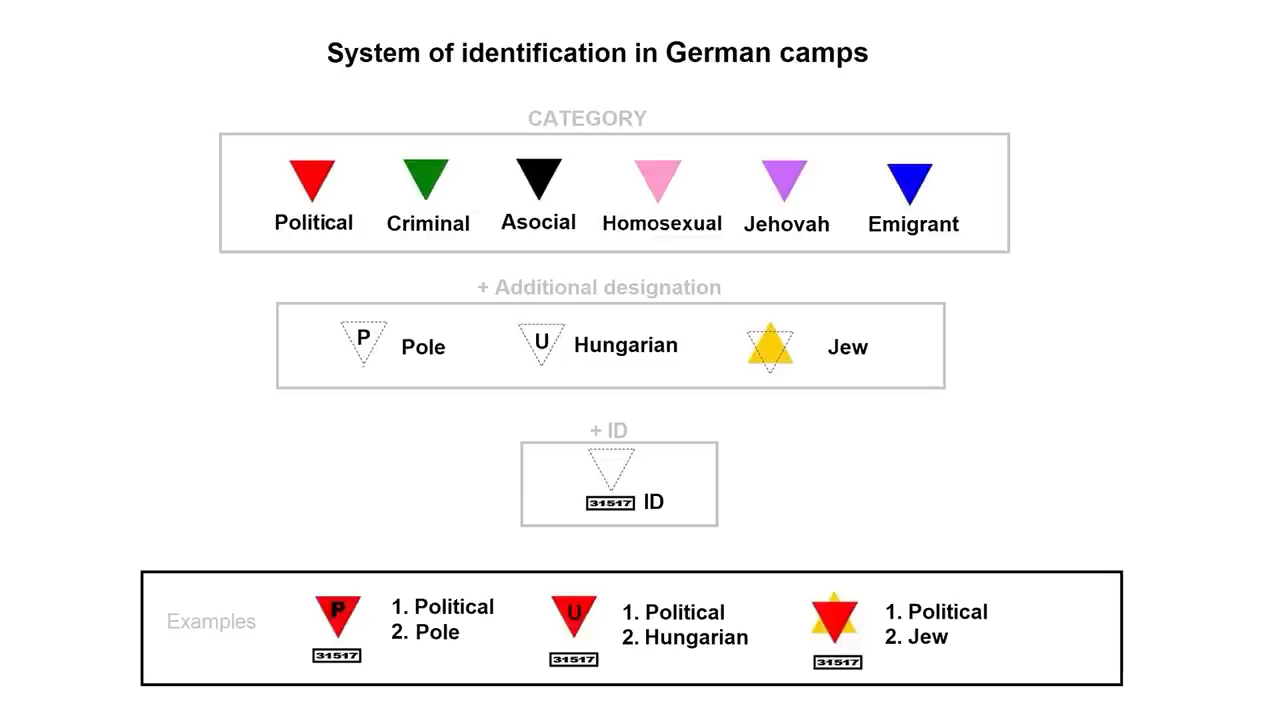 System of identification in German camps
CATEGORY
Political Criminal Asocial Homosexual Jehovah Emigrant
+ Additional designation
P Pole U Hungarian Jew
+ ID
31517 ID
Examples
P 1. Political
2. Pole
31517
U 1. Political
2. Hungarian
31517
1. Political
2. Jew
31517